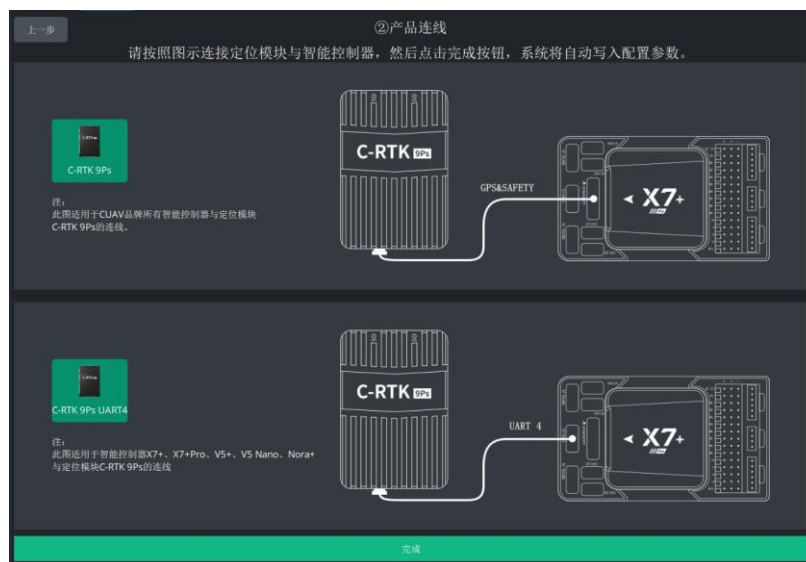 上一步
②产品连线
请按照图示连接定位模块与智能控制器，然后点击完成按钮，系统将自动写入配置参数。
C-RTK 9Ps
C-RTK 9Ps
注：
此图适用于CUAV品牌所有智能控制器与定位模块
C-RTK 9Ps的连线。
GPS&SAFETY
X7+
C-RTK 9Ps
C-RTK 9Ps UART4
注：
此图适用于智能控制器X7+、X7+Pro、V5+、V5 Nano、Nora+
与定位模块C-RTK 9Ps的连线
UART 4
X7+
完成